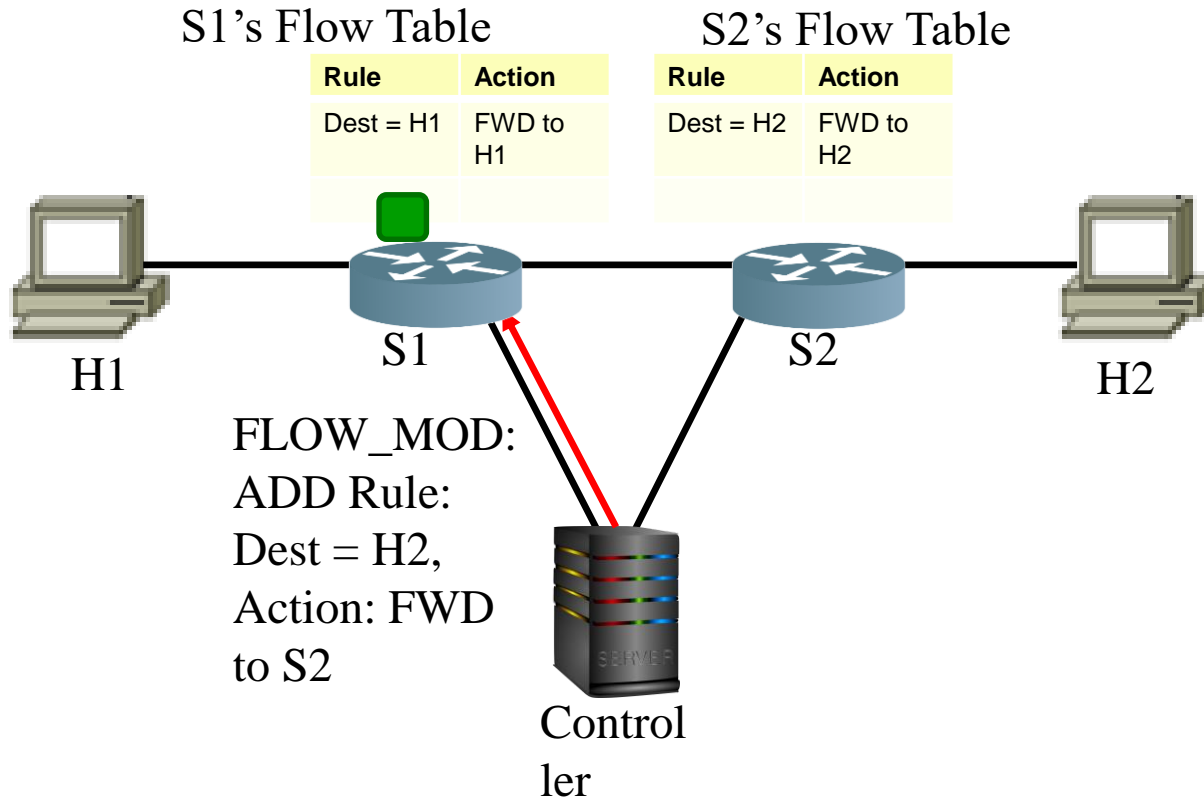 S1’s Flow Table
S2’s Flow Table
Rule Action
Dest = H1 FWD to
H1
Rule Action
Dest = H2 FWD to
H2
H1
S1
S2
H2
FLOW_MOD:
ADD Rule:
Dest = H2,
Action: FWD
to S2
SERVER
Control
ler